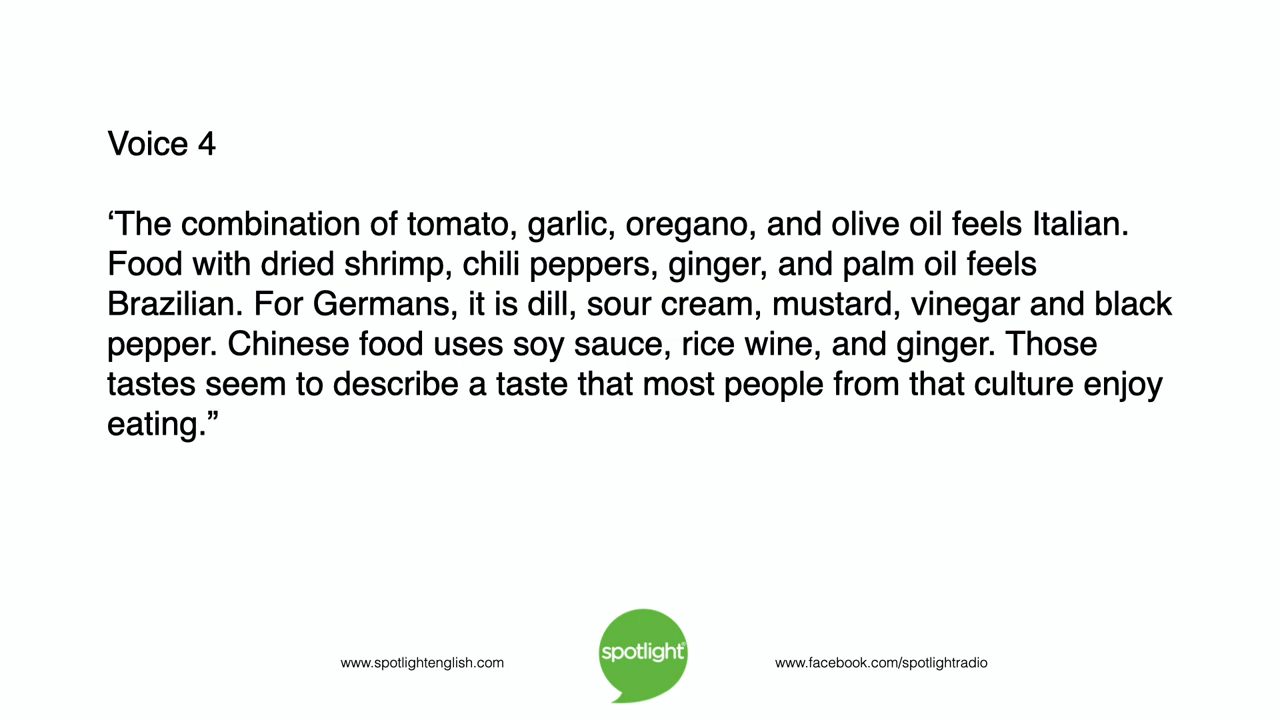 Voice 4
‘The combination of tomato, garlic, oregano, and olive oil feels Italian.
Food with dried shrimp, chili peppers, ginger, and palm oil feels
Brazilian. For Germans, it is dill, sour cream, mustard, vinegar and black
pepper. Chinese food uses soy sauce, rice wine, and ginger. Those
tastes seem to describe a taste that most people from that culture enjoy
eating.”
www.spotlightenglish.com
spotlight®
www.facebook.com/spotlightradio